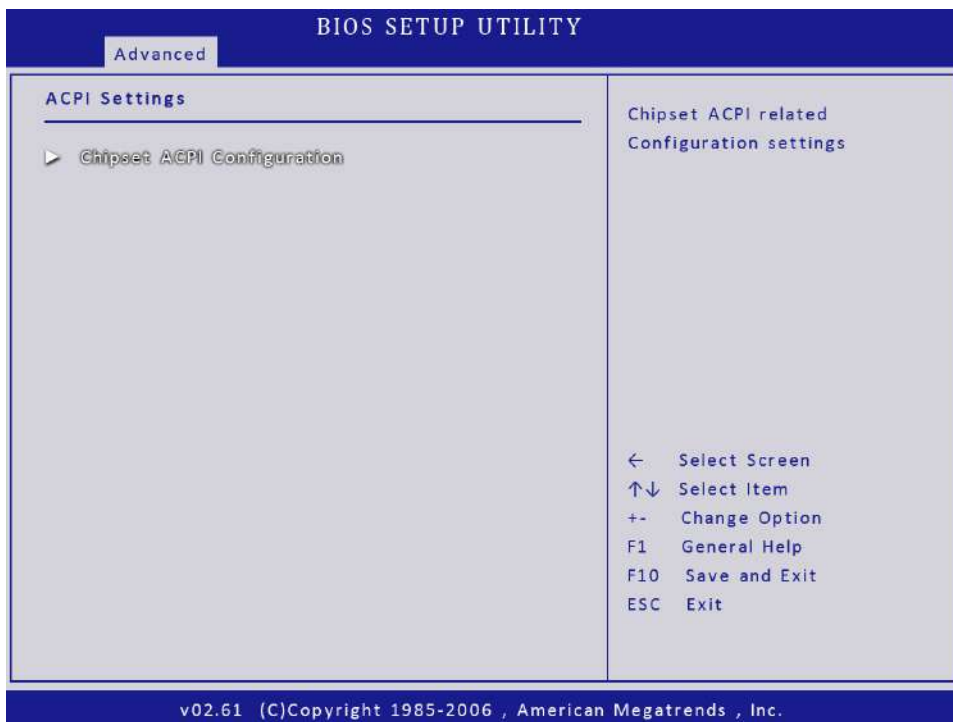 BIOS SETUP UTILITY
Advanced
ACPI Settings
Chipset ACPI Configuration
Chipset ACPI related
Configuration settings
← Select Screen
↑↓ Select Item
+- Change Option
F1 General Help
F10 Save and Exit
ESC Exit
v02.61 (C)Copyright 1985-2006 , American Megatrends , Inc.